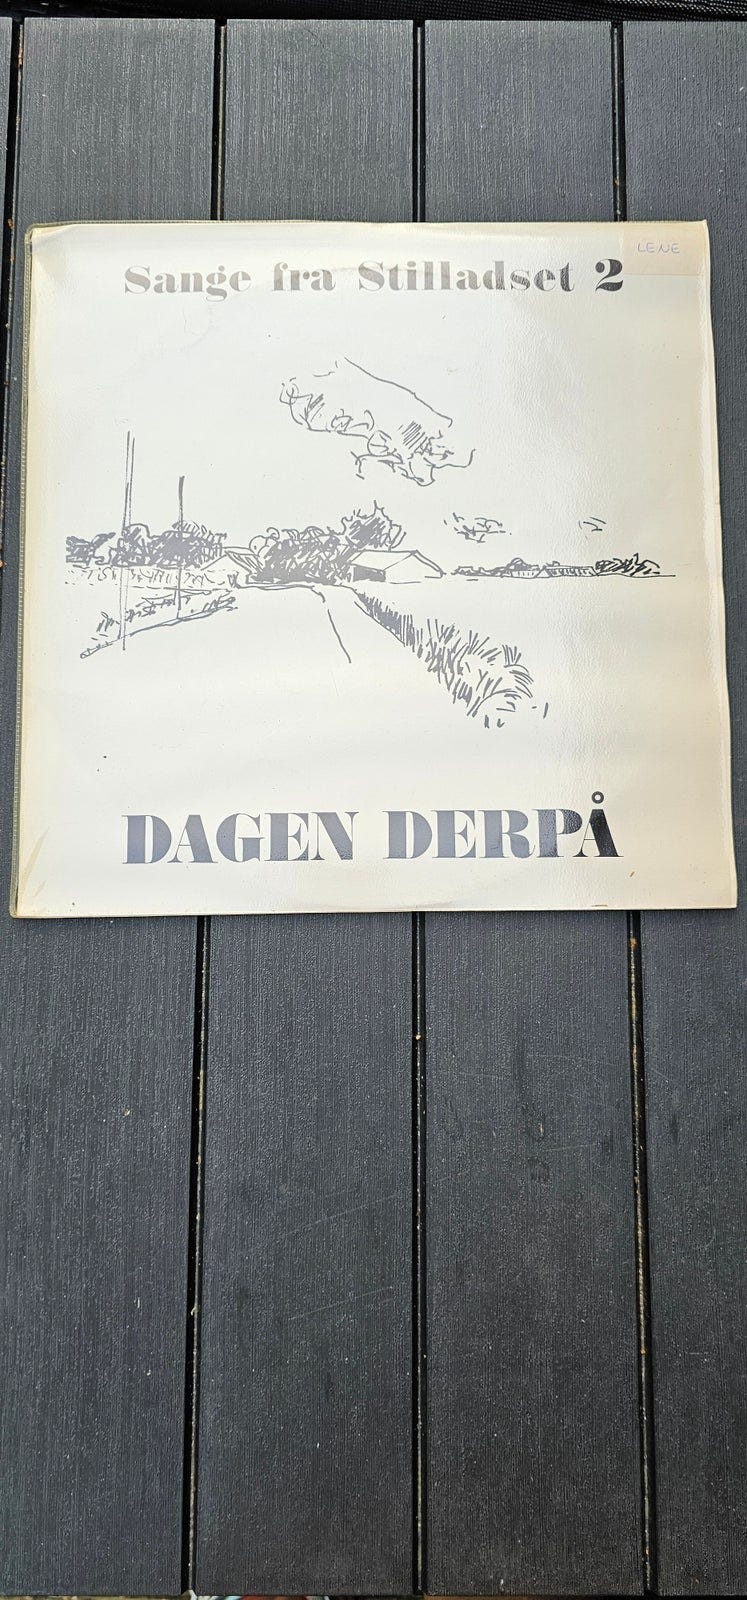 LENE
Sange fra Stilladset 2
DAGEN DERPÅ